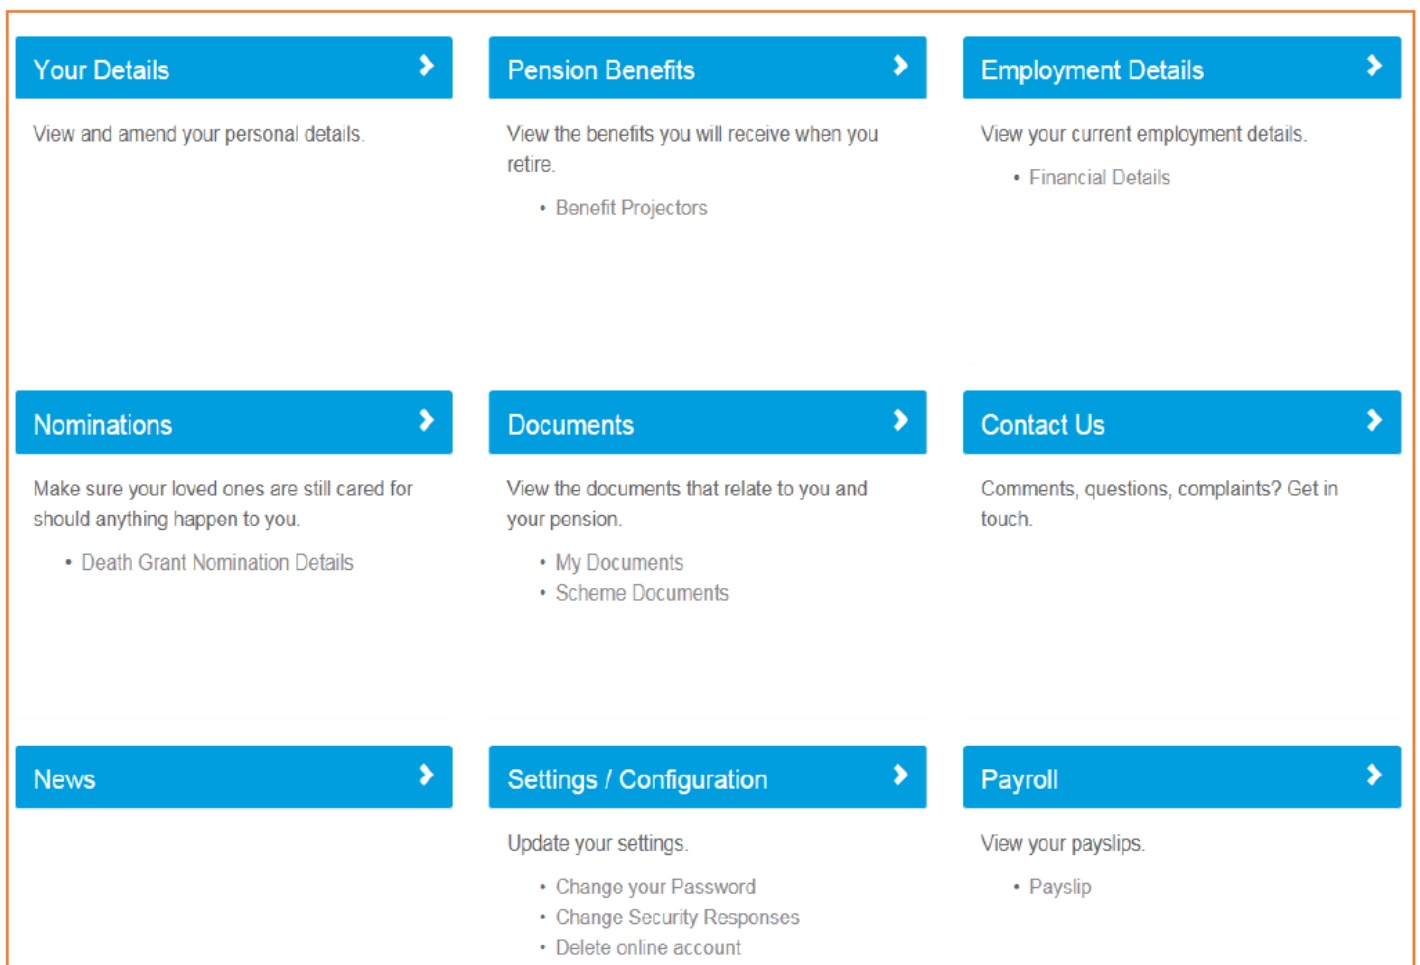 Your Details
View and amend your personal details.
Pension Benefits
View the benefits you will receive when you
retire.
• Benefit Projectors
Employment Details
View your current employment details.
• Financial Details
Nominations
Make sure your loved ones are still cared for
should anything happen to you.
• Death Grant Nomination Details
Documents
View the documents that relate to you and
your pension.
• My Documents
• Scheme Documents
Contact Us
Comments, questions, complaints? Get in
touch.
News
Settings / Configuration
Update your settings.
• Change your Password
• Change Security Responses
• Delete online account
Payroll
View your payslips.
• Payslip